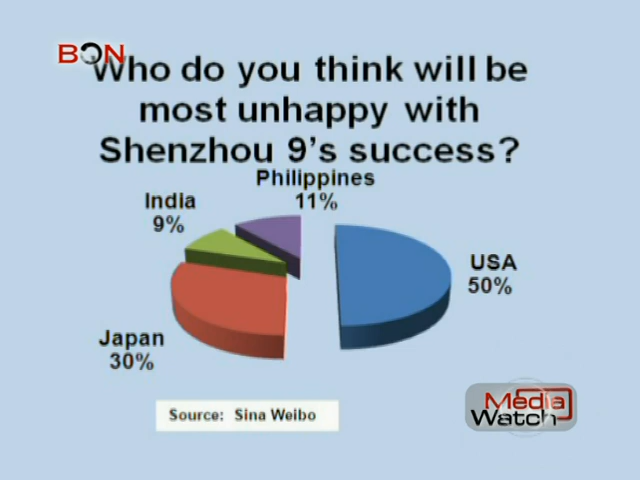 BON
Who do you think will be
most unhappy with
Shenzhou 9's success?
Philippines
11%
India
9%
USA
50%
Japan
30%
Source: Sina Weibo
Media
Watch